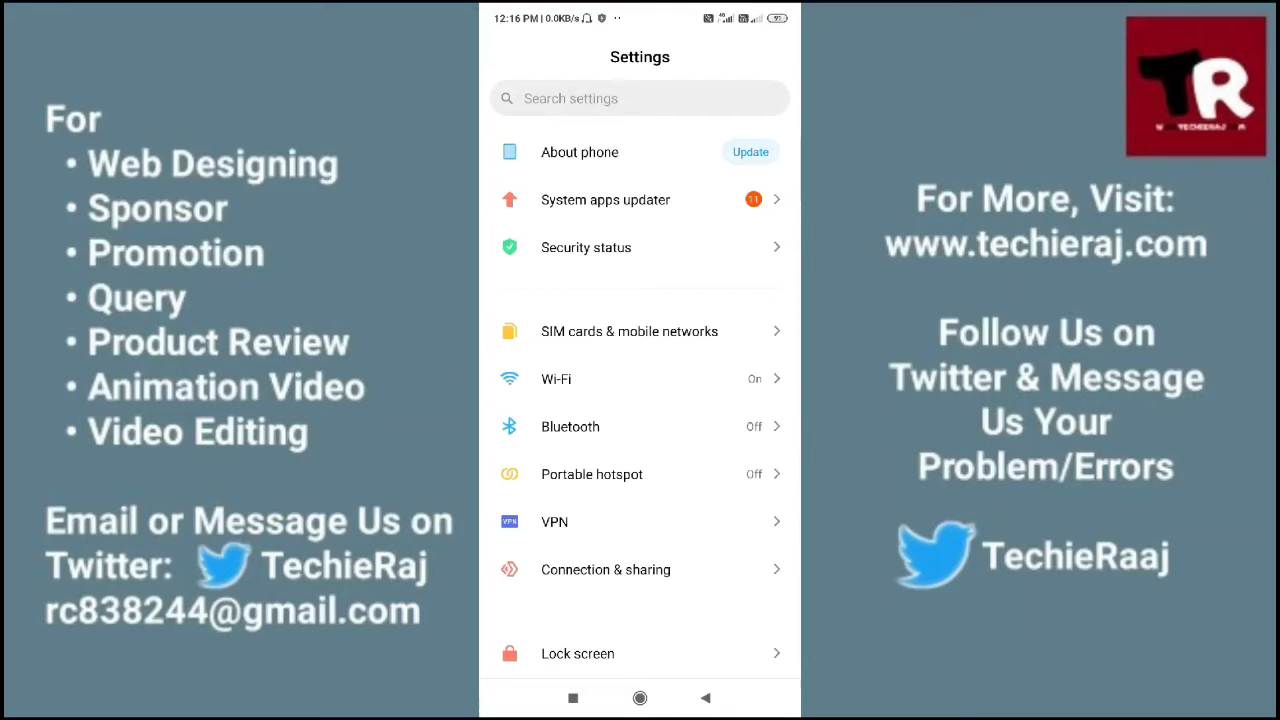 For
• Web Designing
• Sponsor
• Promotion
• Query
• Product Review
• Animation Video
• Video Editing
Email or Message Us on
Twitter: TechieRaj
rc838244@gmail.com
12:16 PM | 0.0KB/s
91
Settings
Search settings
About phone Update
System apps updater 11
Security status
SIM cards & mobile networks
Wi-Fi On
Bluetooth Off
Portable hotspot Off
VPN VPN
Connection & sharing
Lock screen
TR
For More, Visit:
www.techieraj.com
Follow Us on
Twitter & Message
Us Your
Problem/Errors
TechieRaaj